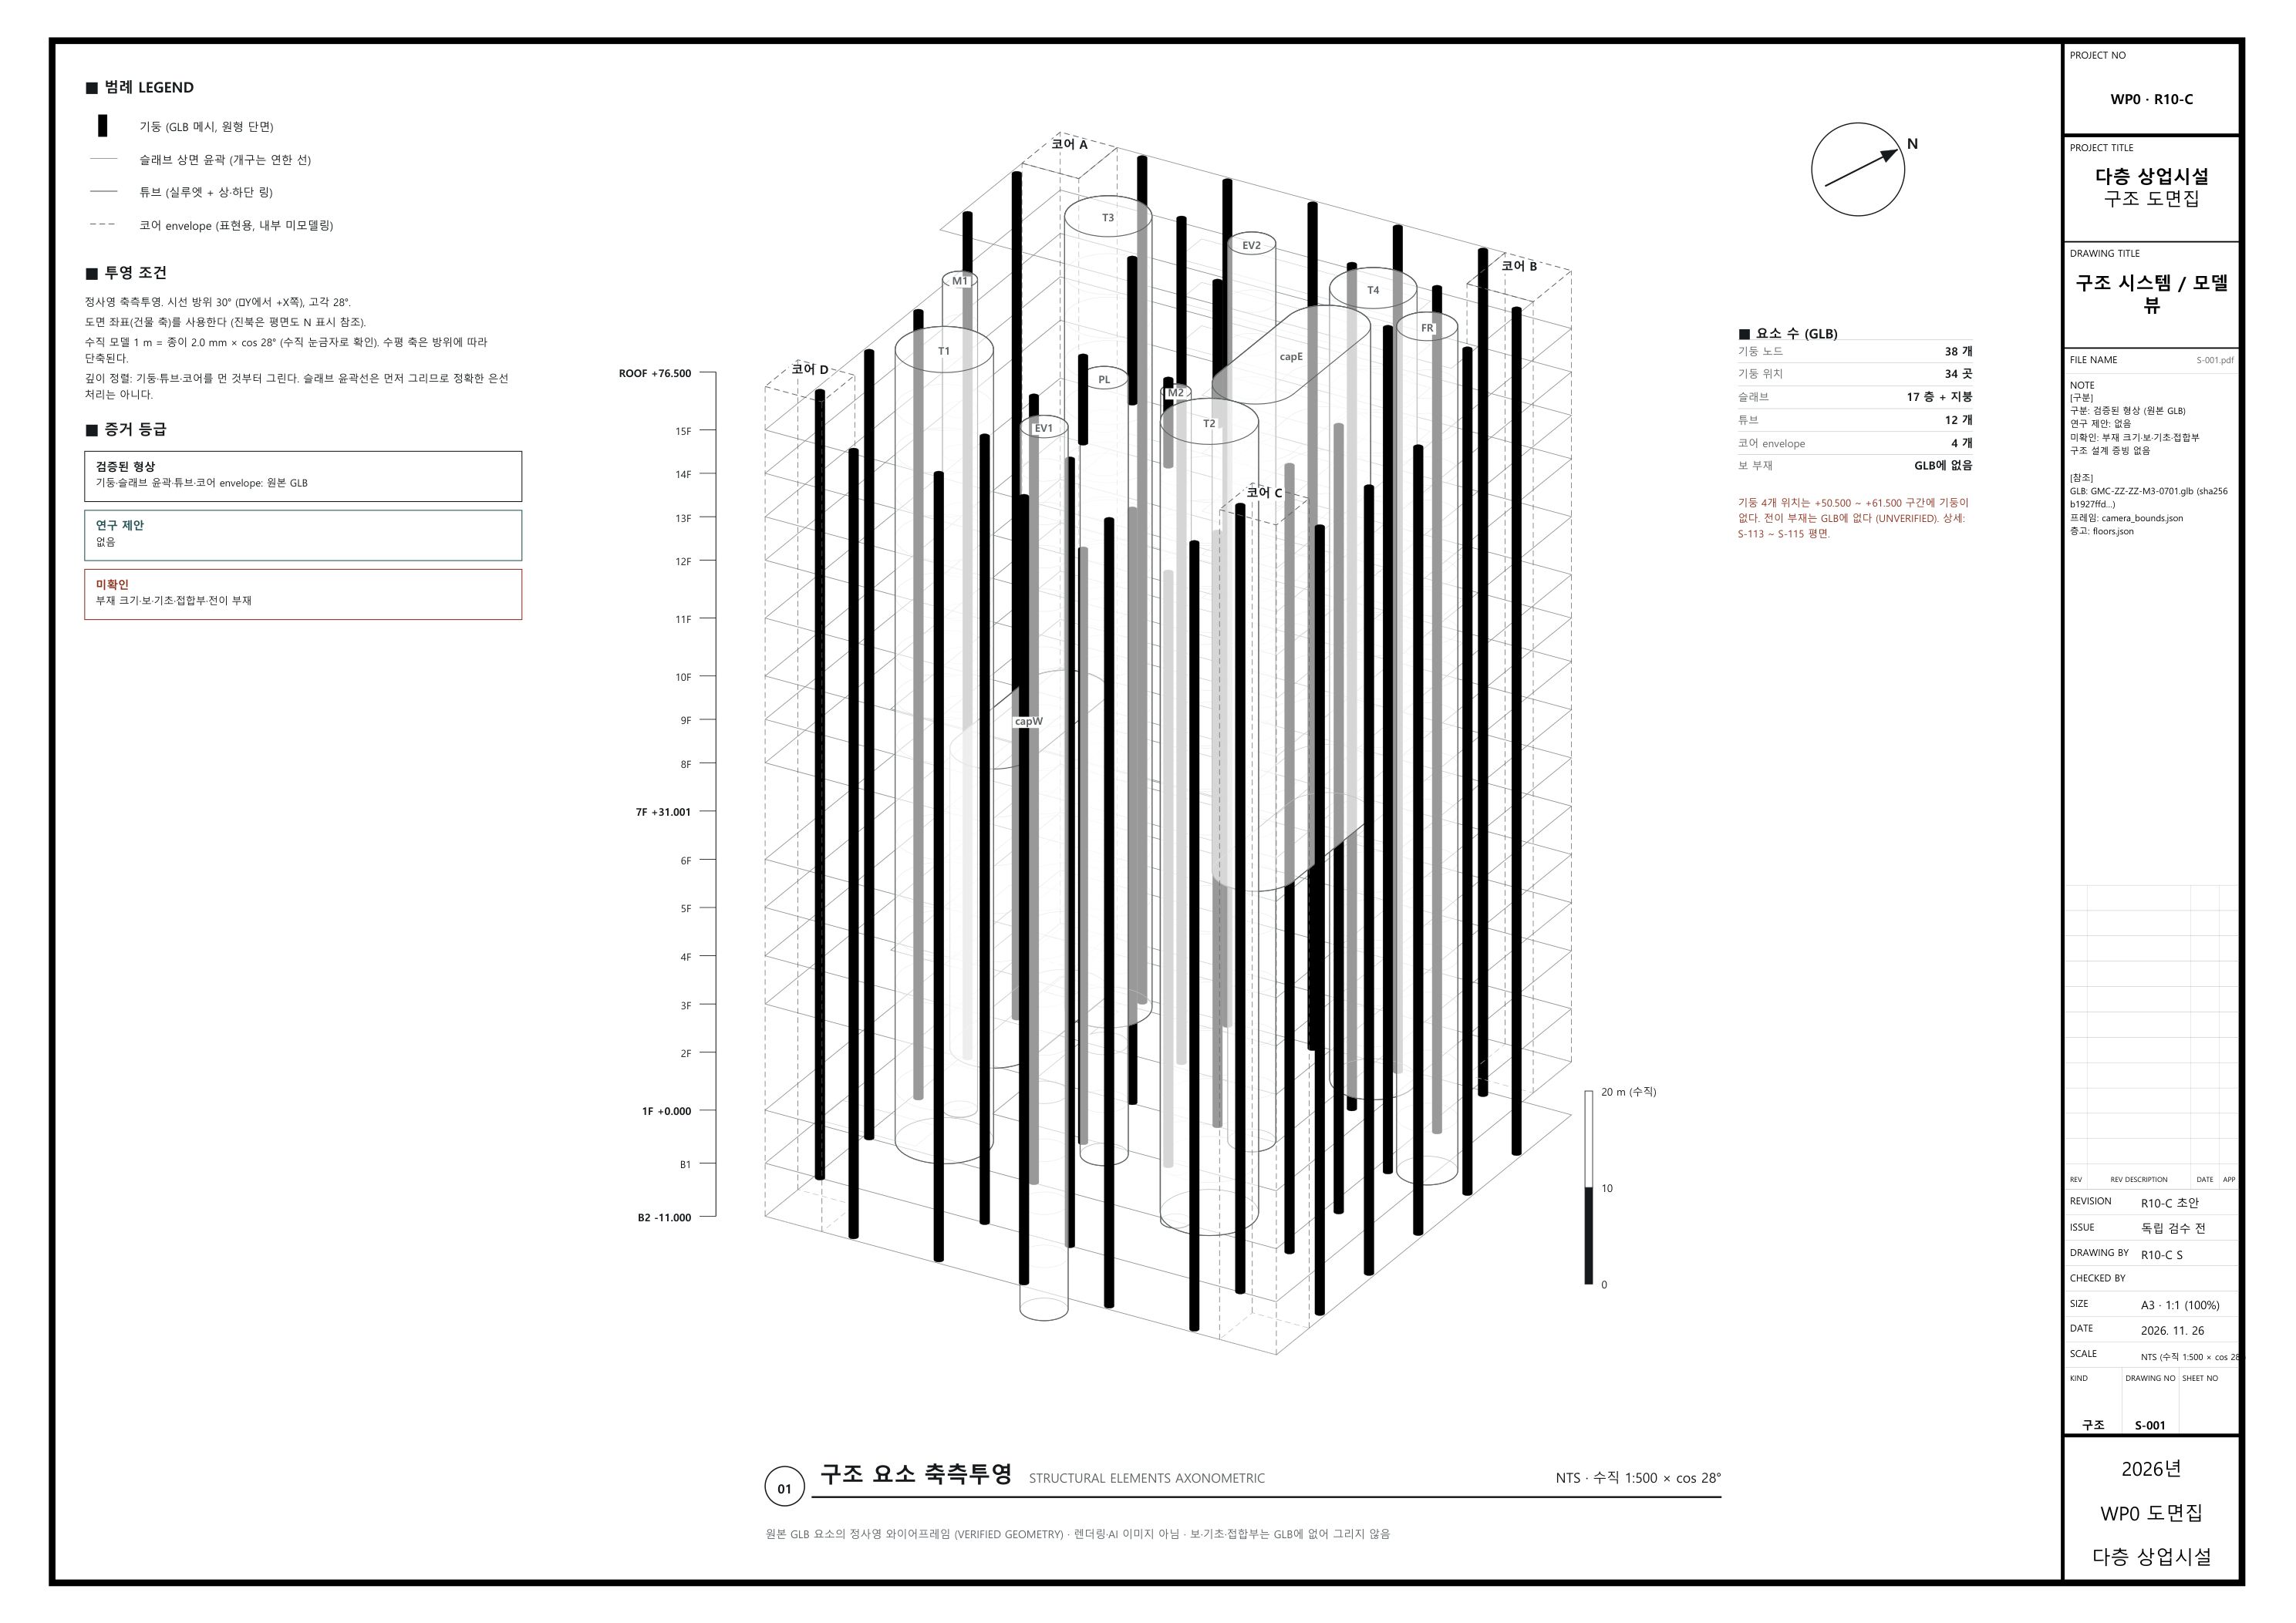 ■ 범례 LEGEND
기둥 (GLB 메시, 원형 단면)
슬래브 상면 윤곽 (개구는 연한 선)
튜브 (실루엣 + 상·하단 링)
코어 envelope (표현용, 내부 미모델링)
■ 투영 조건
정사영 축측투영. 시선 방위 30° (□Y에서 +X쪽), 고각 28°.
도면 좌표(건물 축)를 사용한다 (진북은 평면도 N 표시 참조).
수직 모델 1 m = 종이 2.0 mm × cos 28° (수직 눈금자로 확인). 수평 축은 방위에 따라
단축된다.
깊이 정렬: 기둥·튜브·코어를 먼 것부터 그린다. 슬래브 윤곽선은 먼저 그리므로 정확한 은선
처리는 아니다.
■ 증거 등급
검증된 형상
기둥·슬래브 윤곽·튜브·코어 envelope: 원본 GLB
연구 제안
없음
미확인
부재 크기·보·기초·접합부·전이 부재
코어 A
T3
EV2
코어 B
M1
T4
FR
T1
capE
코어 D
PL
M2
T2
EV1
코어 C
capW
ROOF +76.500
15F
14F
13F
12F
11F
10F
9F
8F
7F +31.001
6F
5F
4F
3F
2F
1F +0.000
B1
B2 -11.000
20 m (수직)
10
0
N
■ 요소 수 (GLB)
기둥 노드 38 개
기둥 위치 34 곳
슬래브 17 층 + 지붕
튜브 12 개
코어 envelope 4 개
보 부재 GLB에 없음
기둥 4개 위치는 +50.500 ~ +61.500 구간에 기둥이
없다. 전이 부재는 GLB에 없다 (UNVERIFIED). 상세:
S-113 ~ S-115 평면.
01 구조 요소 축측투영 STRUCTURAL ELEMENTS AXONOMETRIC NTS · 수직 1:500 × cos 28°
원본 GLB 요소의 정사영 와이어프레임 (VERIFIED GEOMETRY) · 렌더링·AI 이미지 아님 · 보·기초·접합부는 GLB에 없어 그리지 않음
PROJECT NO
WP0 · R10-C
PROJECT TITLE
다층 상업시설
구조 도면집
DRAWING TITLE
구조 시스템 / 모델
뷰
FILE NAME S-001.pdf
NOTE
[구분]
구분: 검증된 형상 (원본 GLB)
연구 제안: 없음
미확인: 부재 크기·보·기초·접합부
구조 설계 증빙 없음
[참조]
GLB: GMC-ZZ-ZZ-M3-0701.glb (sha256
b1927ffd…)
프레임: camera_bounds.json
층고: floors.json
REV REV DESCRIPTION DATE APP
REVISION R10-C 초안
ISSUE 독립 검수 전
DRAWING BY R10-C S
CHECKED BY
SIZE A3 · 1:1 (100%)
DATE 2026. 11. 26
SCALE NTS (수직 1:500 × cos 28
KIND DRAWING NO SHEET NO
구조 S-001
2026년
WP0 도면집
다층 상업시설